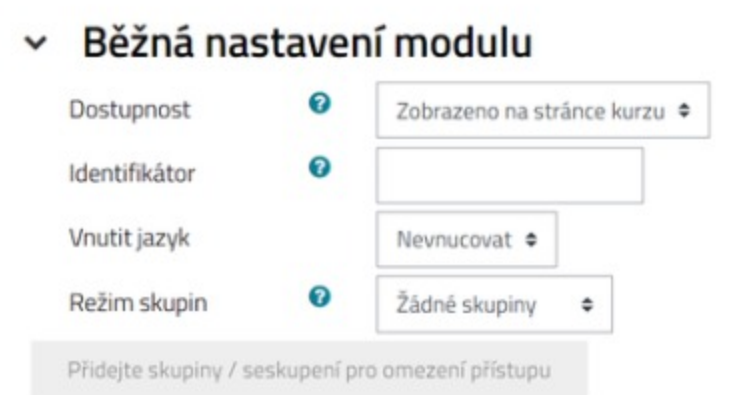 Běžná nastavení modulu
Dostupnost ? Zobrazeno na stránce kurzu
Identifikátor ?
Vnutit jazyk Nevnucovat
Režim skupin ? Žádné skupiny
Přidejte skupiny / seskupení pro omezení přístupu